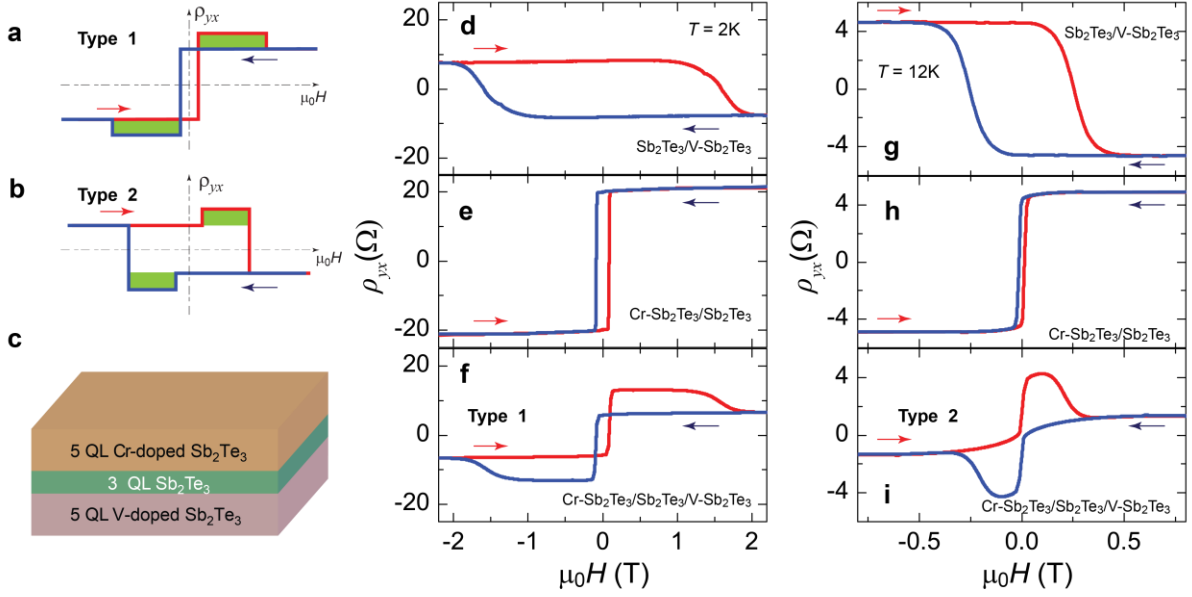 a
Type 1
ρyx
μ0H
b
Type 2
ρyx
μ0H
c
5 QL Cr-doped Sb2Te3
3 QL Sb2Te3
5 QL V-doped Sb2Te3
ρyx(Ω)
d
T = 2K
20
0
-20
Sb2Te3/V-Sb2Te3
e
20
0
-20
Cr-Sb2Te3/Sb2Te3
f
Type 1
20
0
-20
Cr-Sb2Te3/Sb2Te3/V-Sb2Te3
-2 -1 0 1 2
μ0H (T)
ρyx(Ω)
Sb2Te3/V-Sb2Te3
T = 12K
4
0
-4
g
h
4
0
-4
Cr-Sb2Te3/Sb2Te3
Type 2
4
0
-4
i
Cr-Sb2Te3/Sb2Te3/V-Sb2Te3
-0.5 0.0 0.5
μ0H (T)